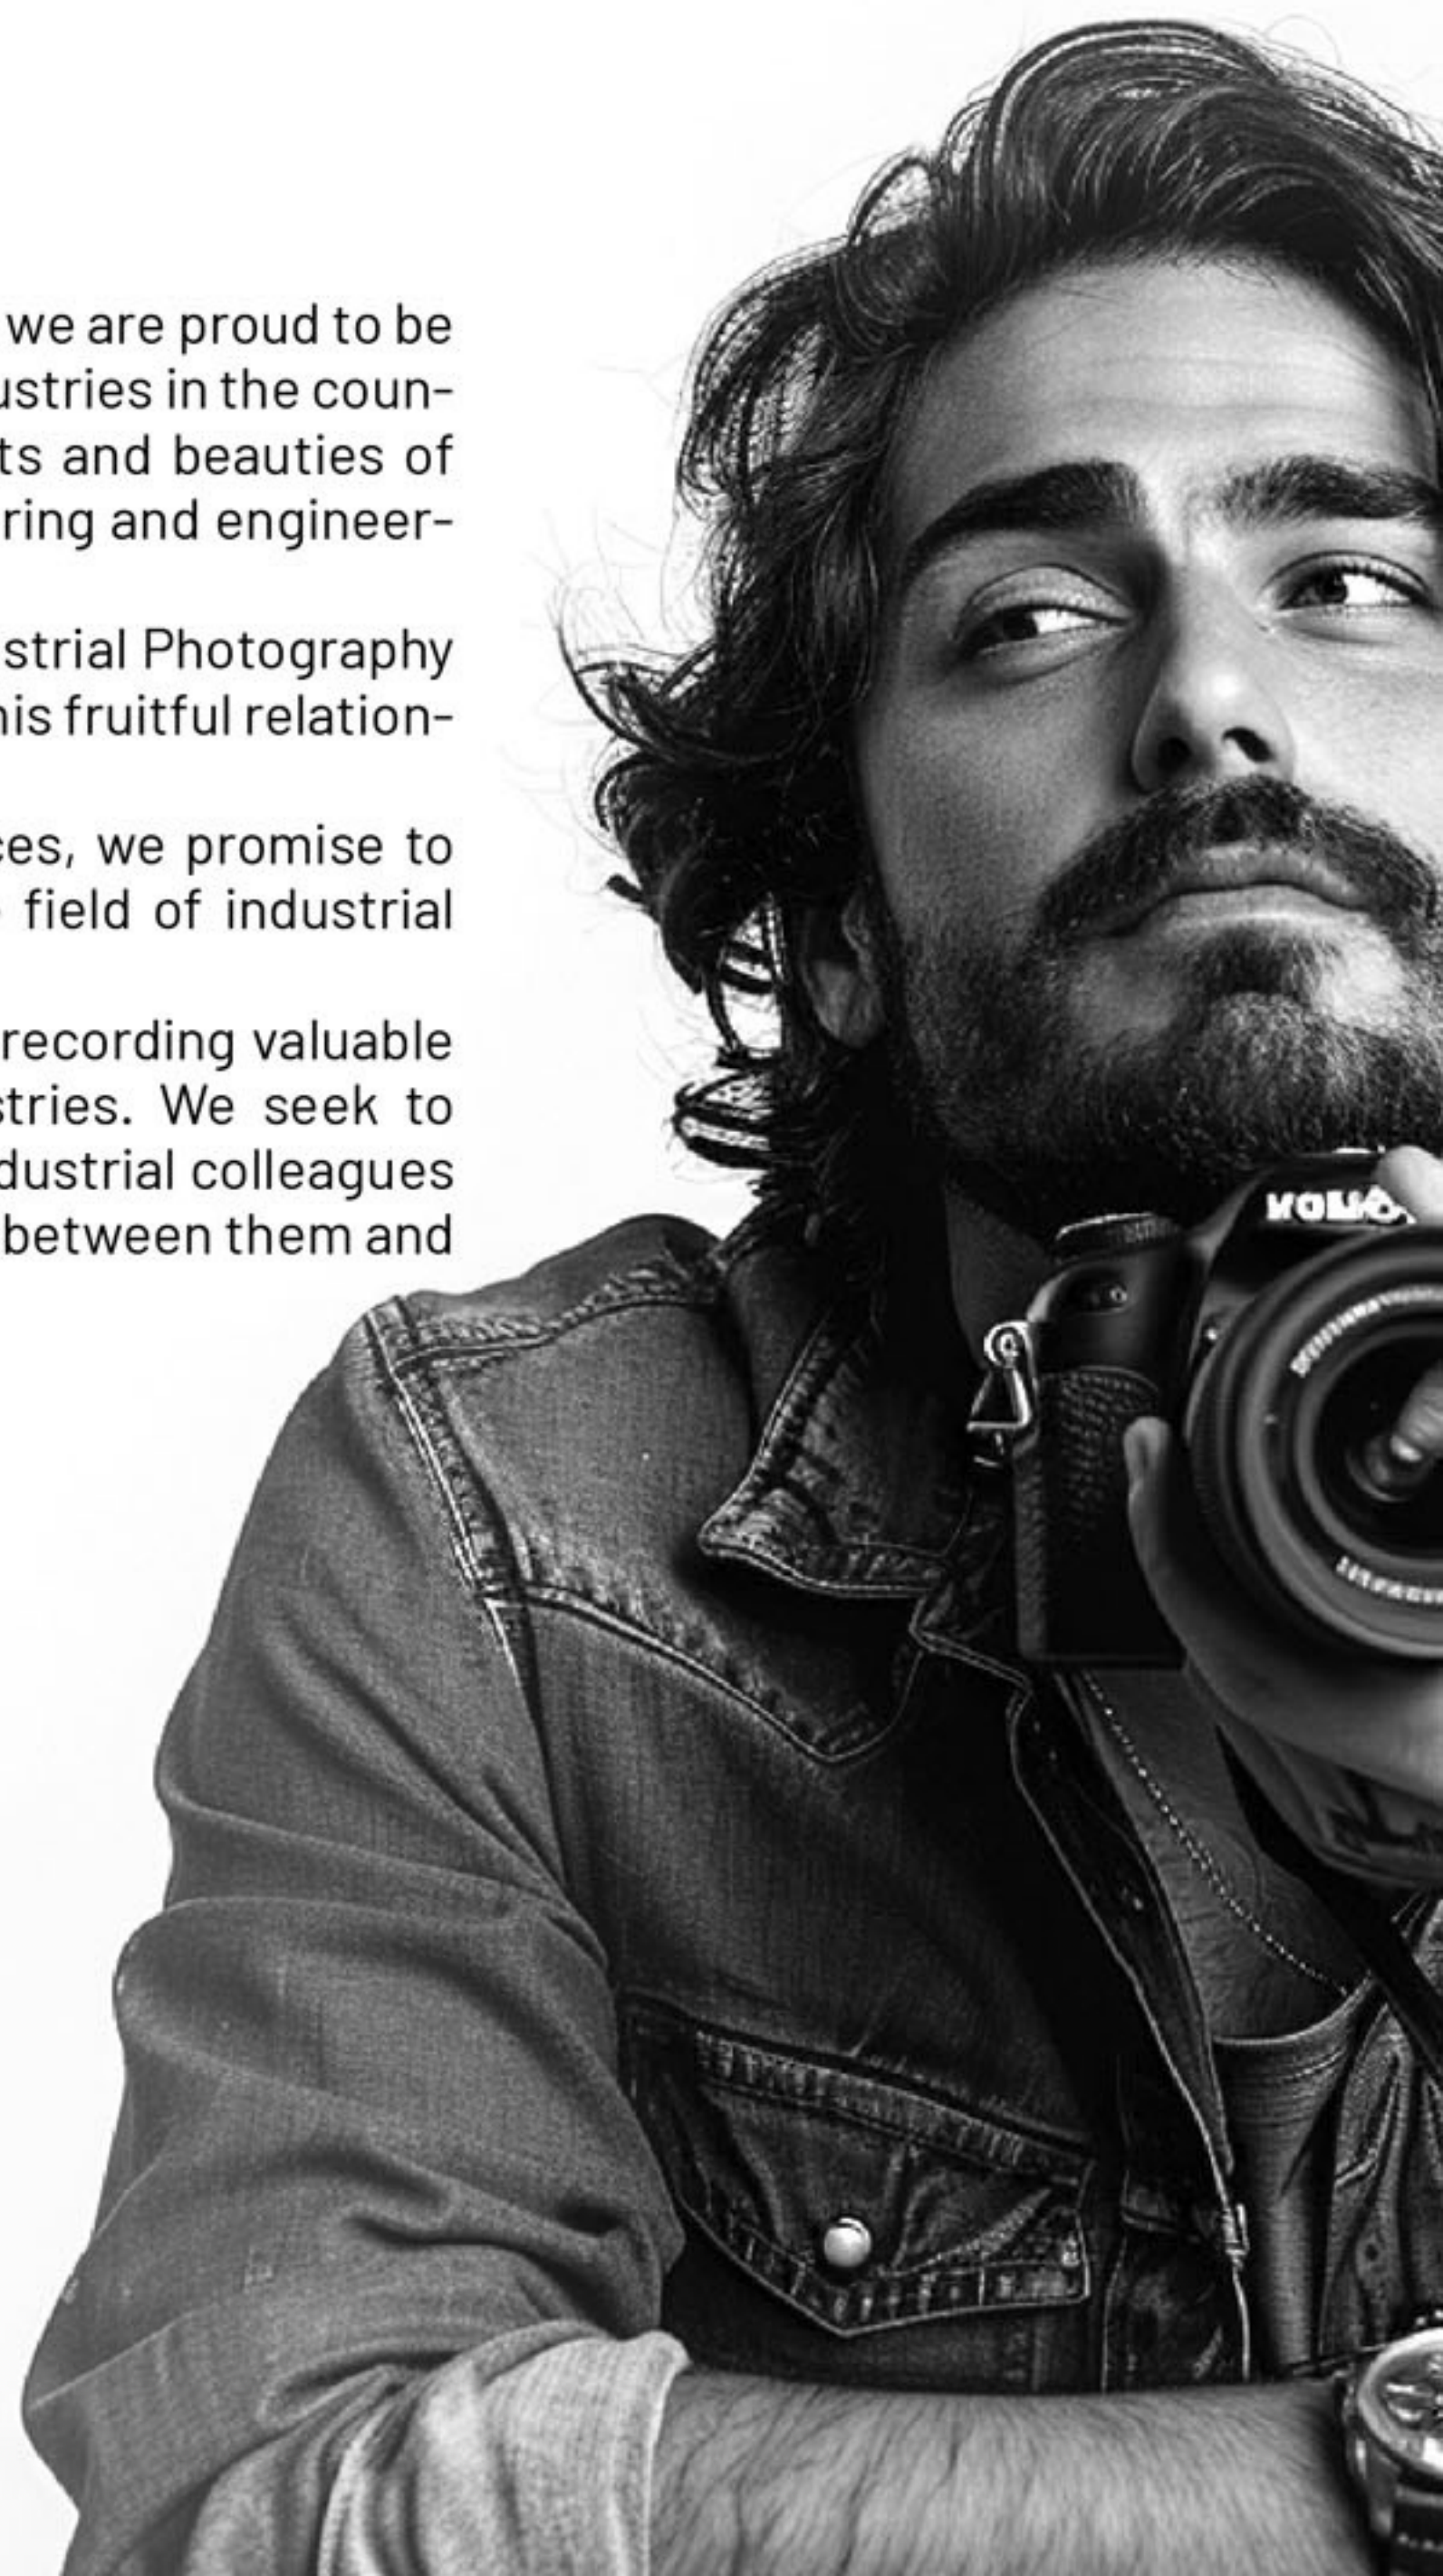 we are proud to be
ustries in the coun-
ts and beauties of
ring and engineer-
strial Photography
his fruitful relation-
ces, we promise to
field of industrial
recording valuable
stries. We seek to
dustrial colleagues
between them and